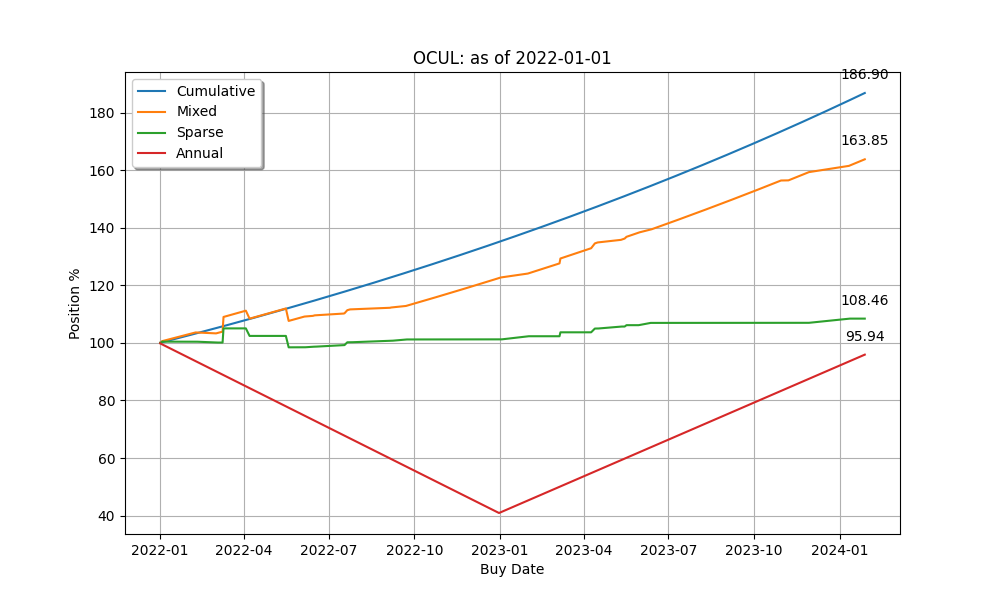 OCUL: as of 2022-01-01
186.90
Cumulative
Mixed
Sparse
Annual
163.85
108.46
95.94
180
160
140
120
100
80
60
40
Position %
2022-01 2022-04 2022-07 2022-10 2023-01 2023-04 2023-07 2023-10 2024-01
Buy Date